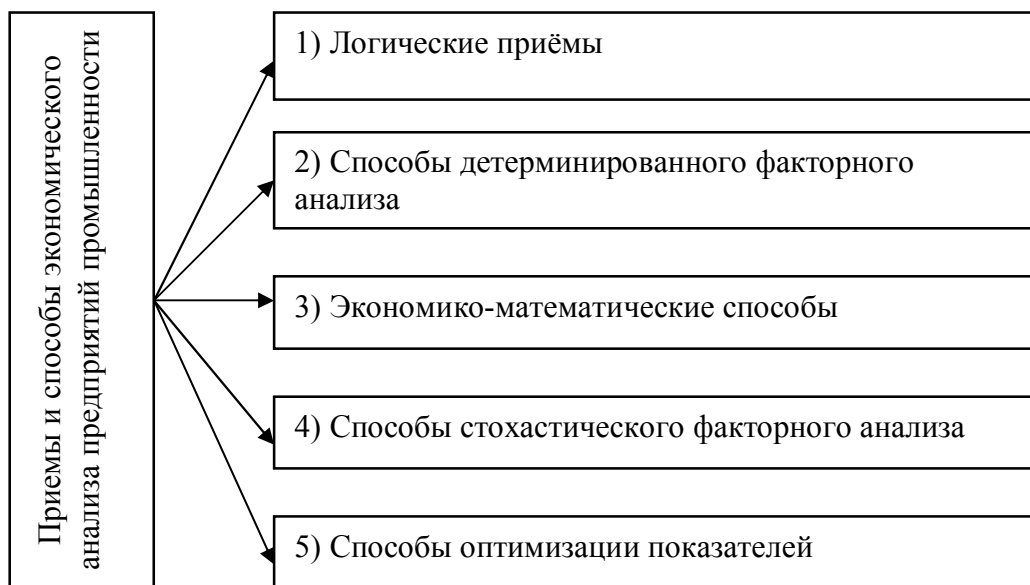 Приемы и способы экономического
анализа предприятий промышленности
1) Логические приёмы
2) Способы детерминированного факторного
анализа
3) Экономико-математические способы
4) Способы стохастического факторного анализа
5) Способы оптимизации показателей